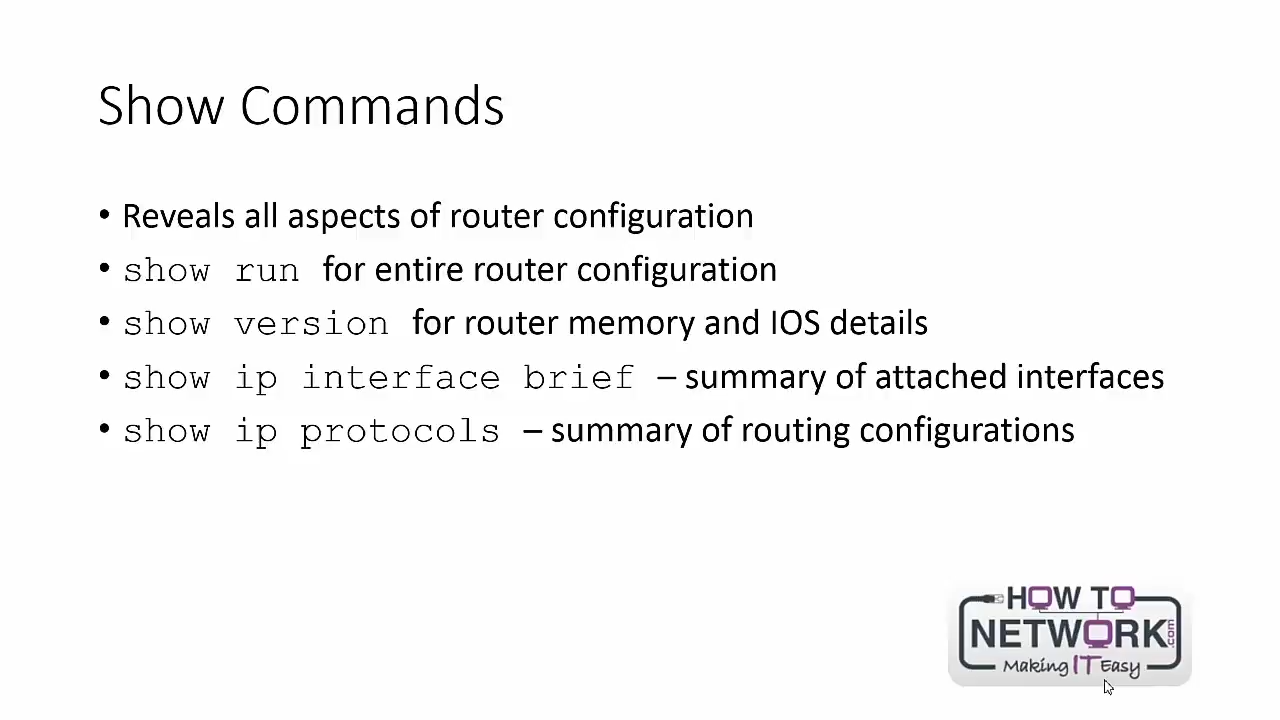 Show Commands
• Reveals all aspects of router configuration
• show run for entire router configuration
• show version for router memory and IOS details
• show ip interface brief – summary of attached interfaces
• show ip protocols – summary of routing configurations
HOW TO
NETWORK.com
Making IT Easy